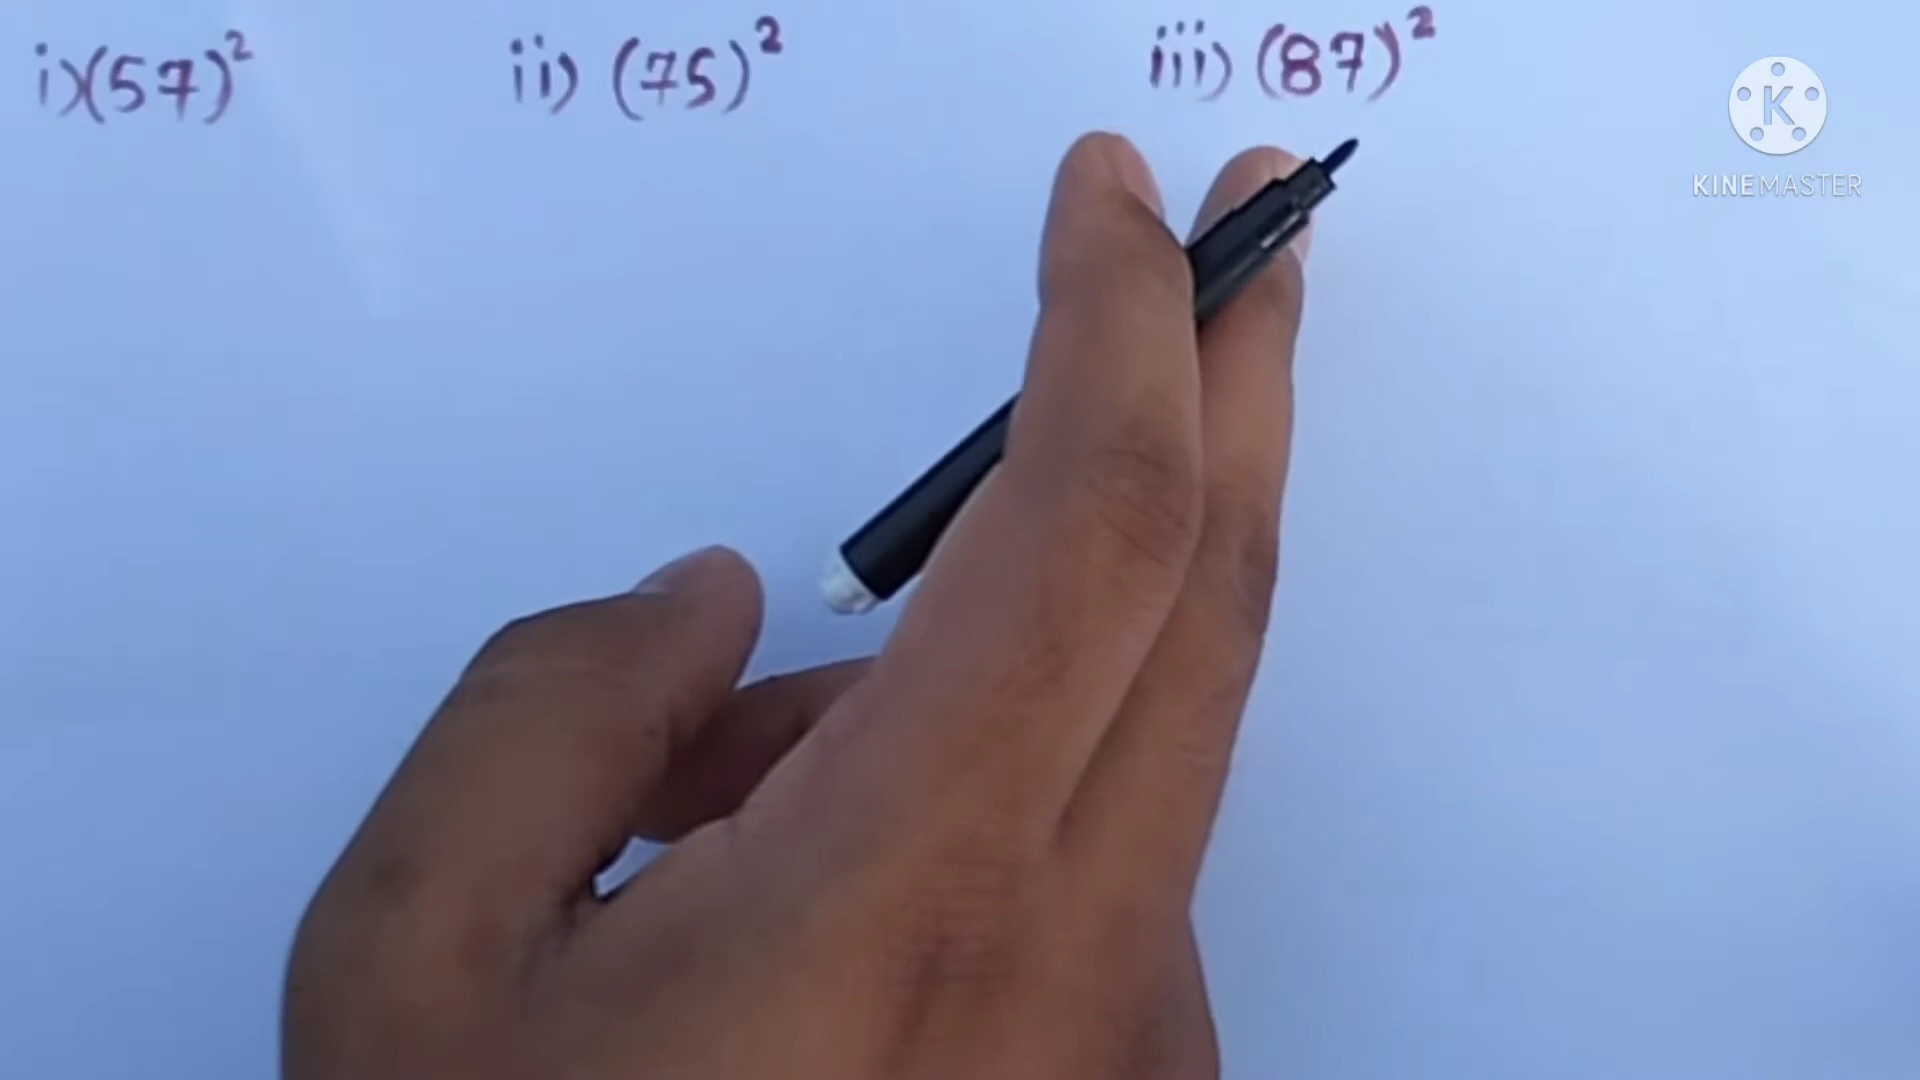 i) (57)² ii) (75)² iii) (87)²
K
KINEMASTER